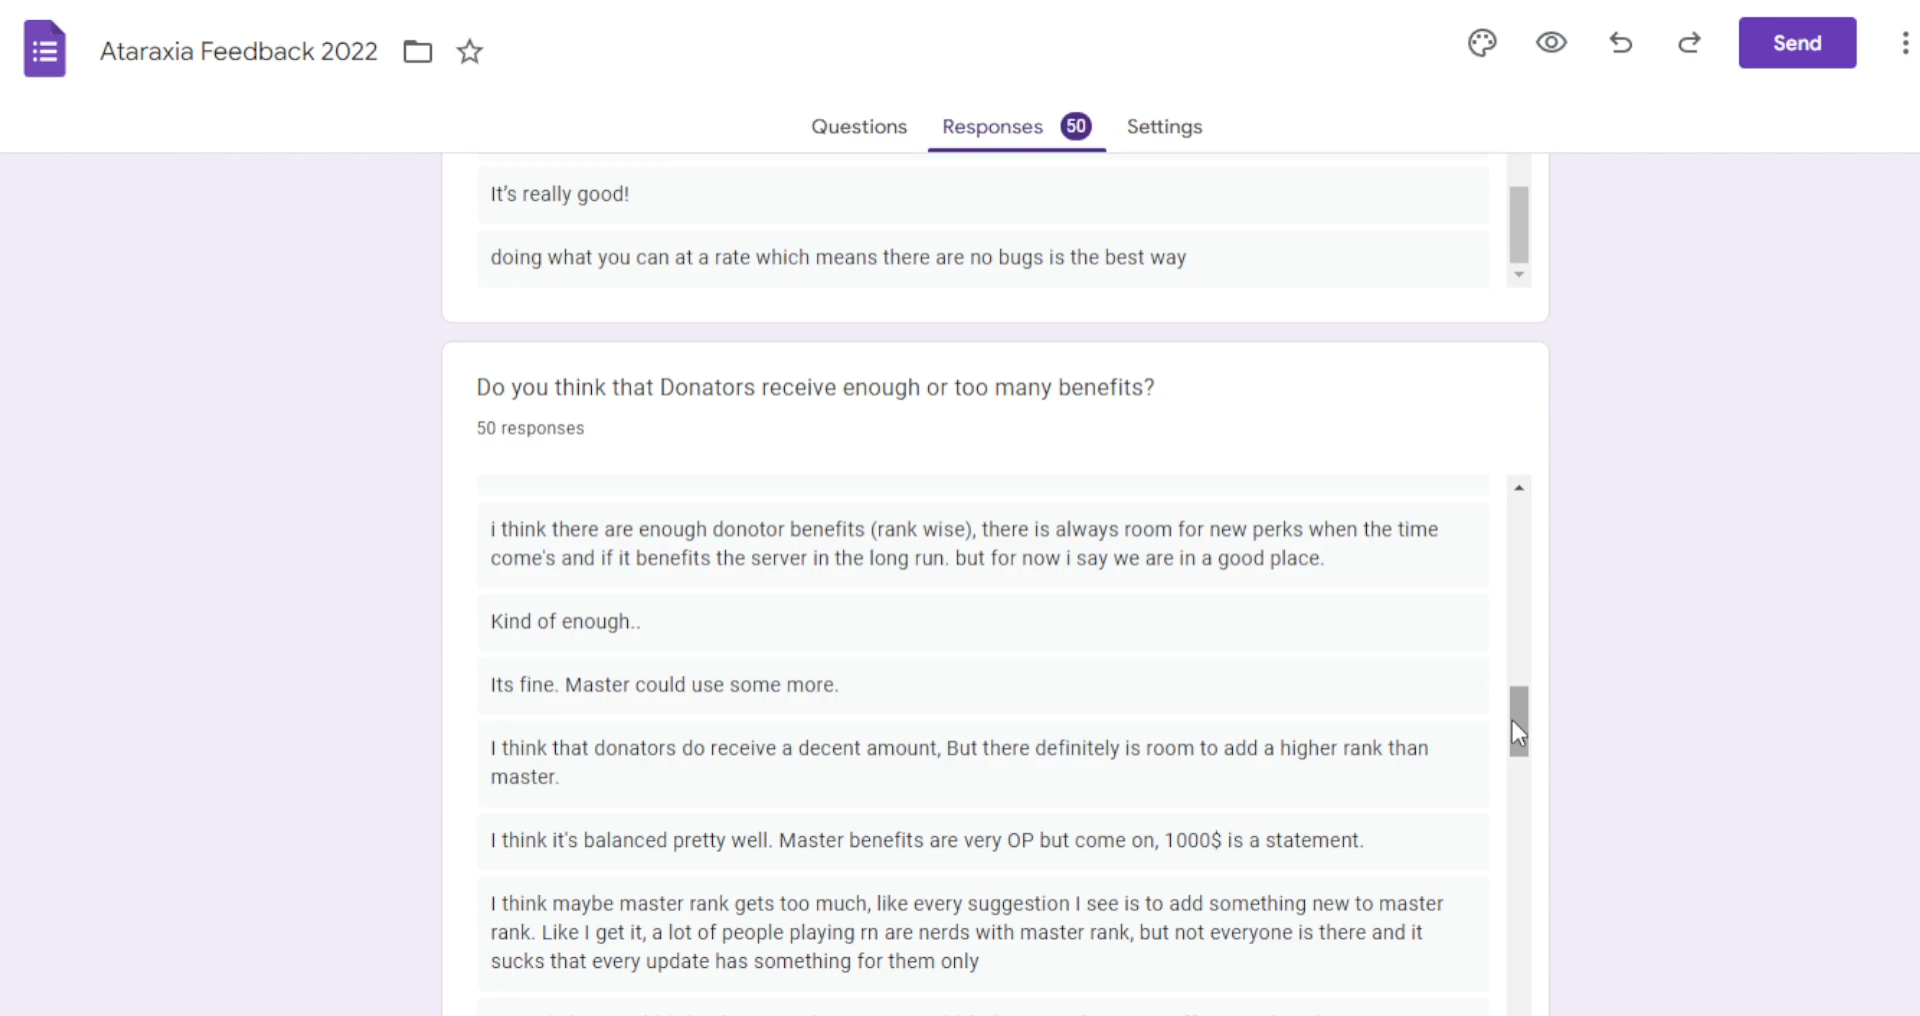 Ataraxia Feedback 2022
Send
Questions
Responses 50
Settings
It's really good!
doing what you can at a rate which means there are no bugs is the best way
Do you think that Donators receive enough or too many benefits?
50 responses
i think there are enough donotor benefits (rank wise), there is always room for new perks when the time
come's and if it benefits the server in the long run. but for now i say we are in a good place.
Kind of enough..
Its fine. Master could use some more.
I think that donators do receive a decent amount, But there definitely is room to add a higher rank than
master.
I think it's balanced pretty well. Master benefits are very OP but come on, 1000$ is a statement.
I think maybe master rank gets too much, like every suggestion I see is to add something new to master
rank. Like I get it, a lot of people playing rn are nerds with master rank, but not everyone is there and it
sucks that every update has something for them only